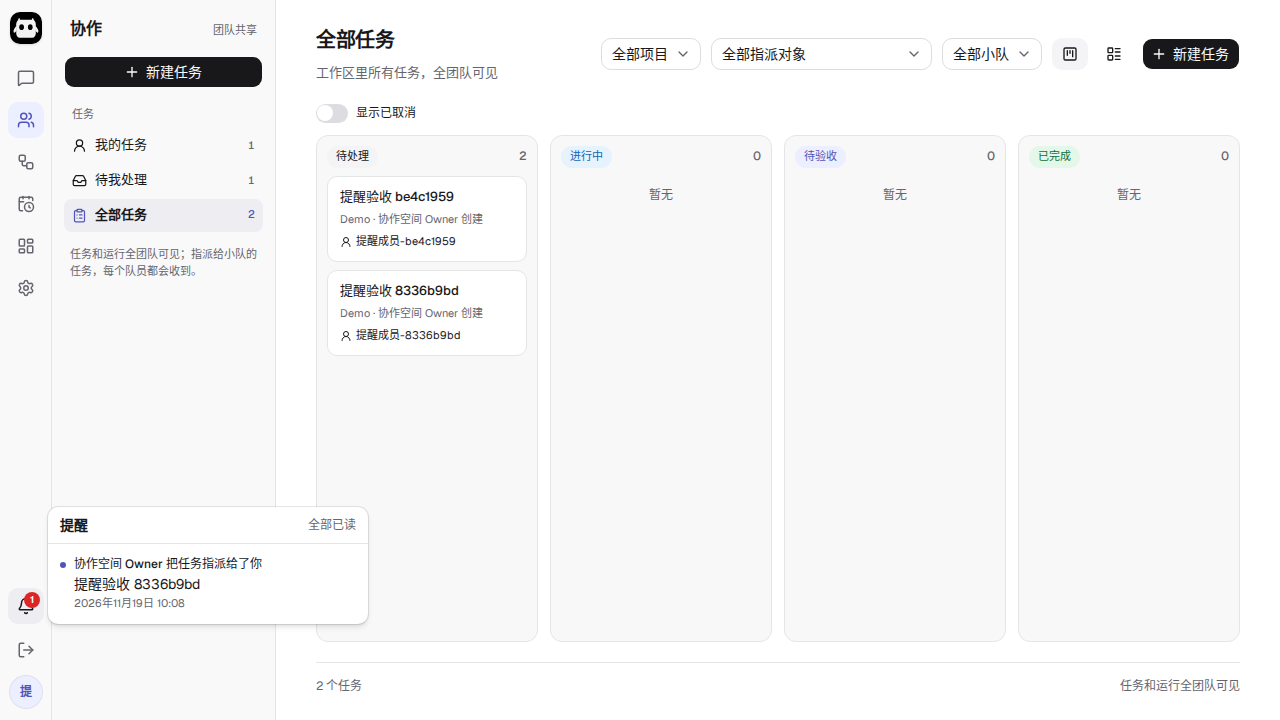 协作
团队共享
新建任务
任务
我的任务 1
待我处理 1
全部任务 2
任务和运行全团队可见；指派给小队的
任务，每个队员都会收到。
全部任务
工作区里所有任务，全团队可见
全部项目
全部指派对象
全部小队
新建任务
显示已取消
待处理 2
提醒验收 be4c1959
Demo · 协作空间 Owner 创建
提醒成员-be4c1959
提醒验收 8336b9bd
Demo · 协作空间 Owner 创建
提醒成员-8336b9bd
进行中 0
暂无
待验收 0
暂无
已完成 0
暂无
提醒
全部已读
协作空间 Owner 把任务指派给了你
提醒验收 8336b9bd
2026年11月19日 10:08
1
提
2 个任务
任务和运行全团队可见